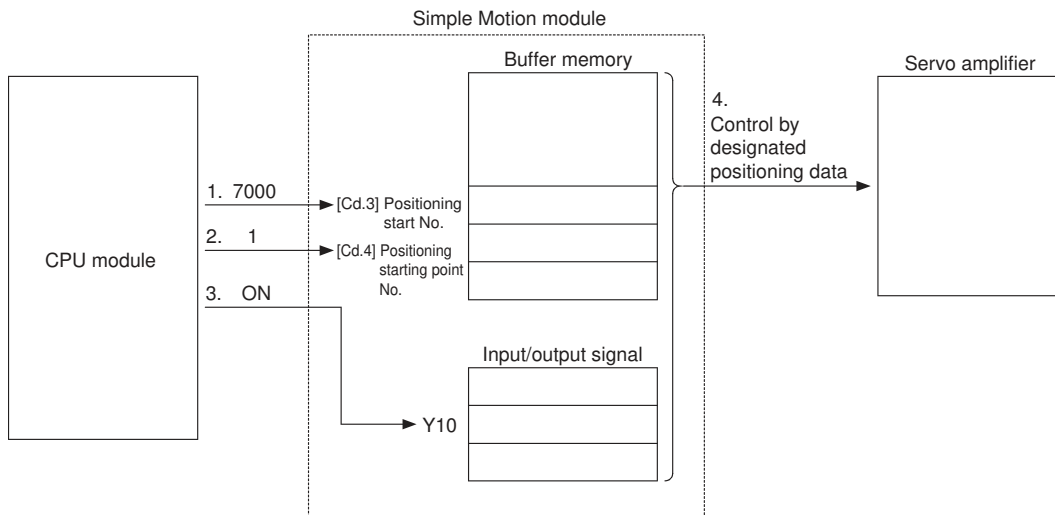 Simple Motion module
Buffer memory
Servo amplifier
CPU module
1. 7000
[Cd.3] Positioning
start No.
2. 1
[Cd.4] Positioning
starting point
No.
3. ON
4.
Control by
designated
positioning data
Input/output signal
Y10